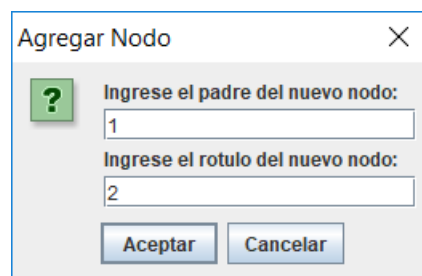 Agregar Nodo
?
Ingrese el padre del nuevo nodo:
1
Ingrese el rotulo del nuevo nodo:
2
Aceptar Cancelar